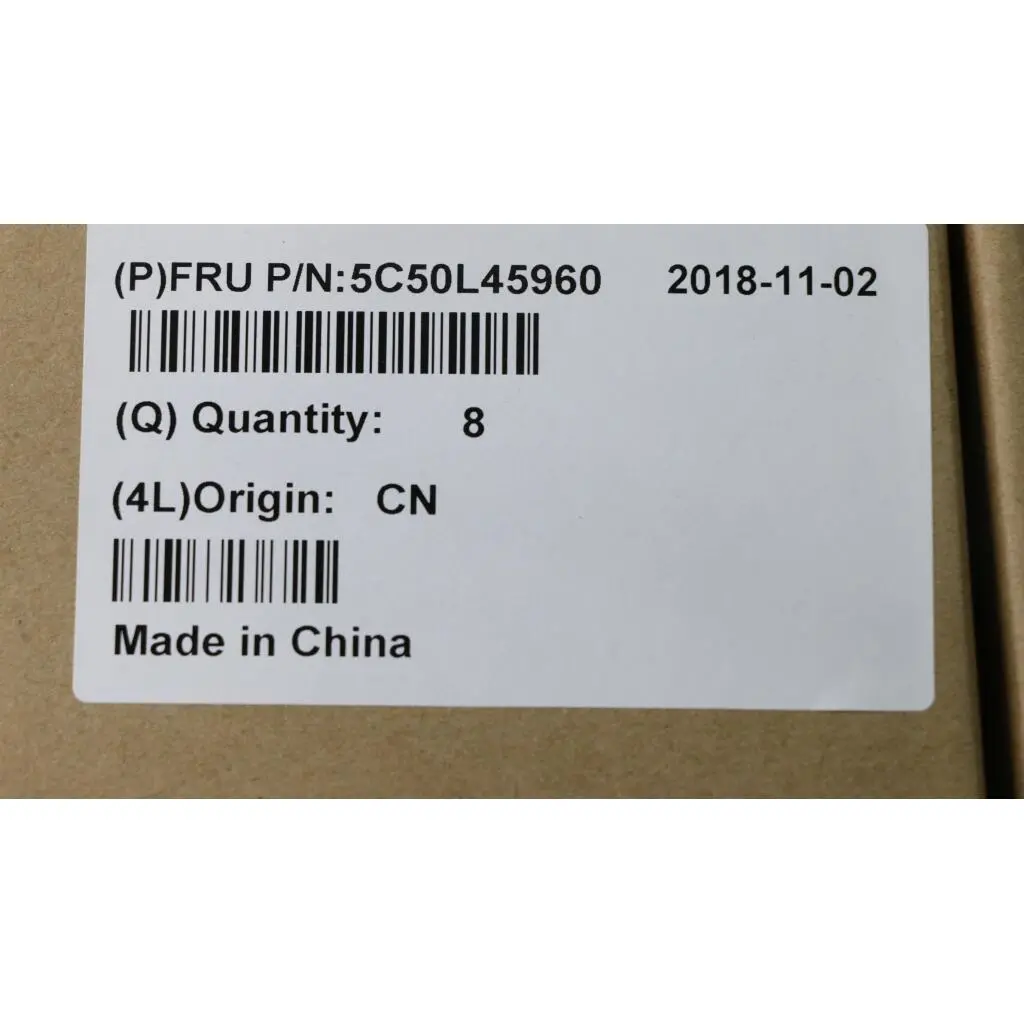 (P)FRU P/N:5C50L45960 2018-11-02
(Q) Quantity: 8
(4L)Origin: CN
Made in China